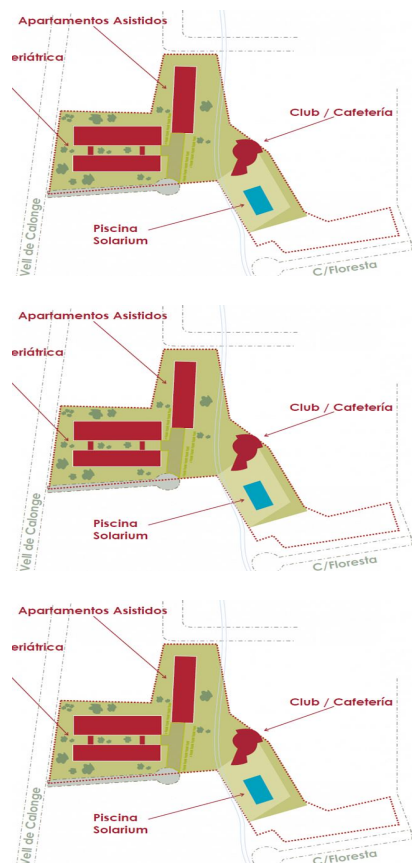 Apartamentos Asistidos
eriátrica
Club / Cafetería
Piscina
Solarium
Vell de Calonge
C/Floresta
Apartamentos Asistidos
eriátrica
Club / Cafetería
Piscina
Solarium
Vell de Calonge
C/Floresta
Apartamentos Asistidos
eriátrica
Club / Cafetería
Piscina
Solarium
Vell de Calonge
C/Floresta